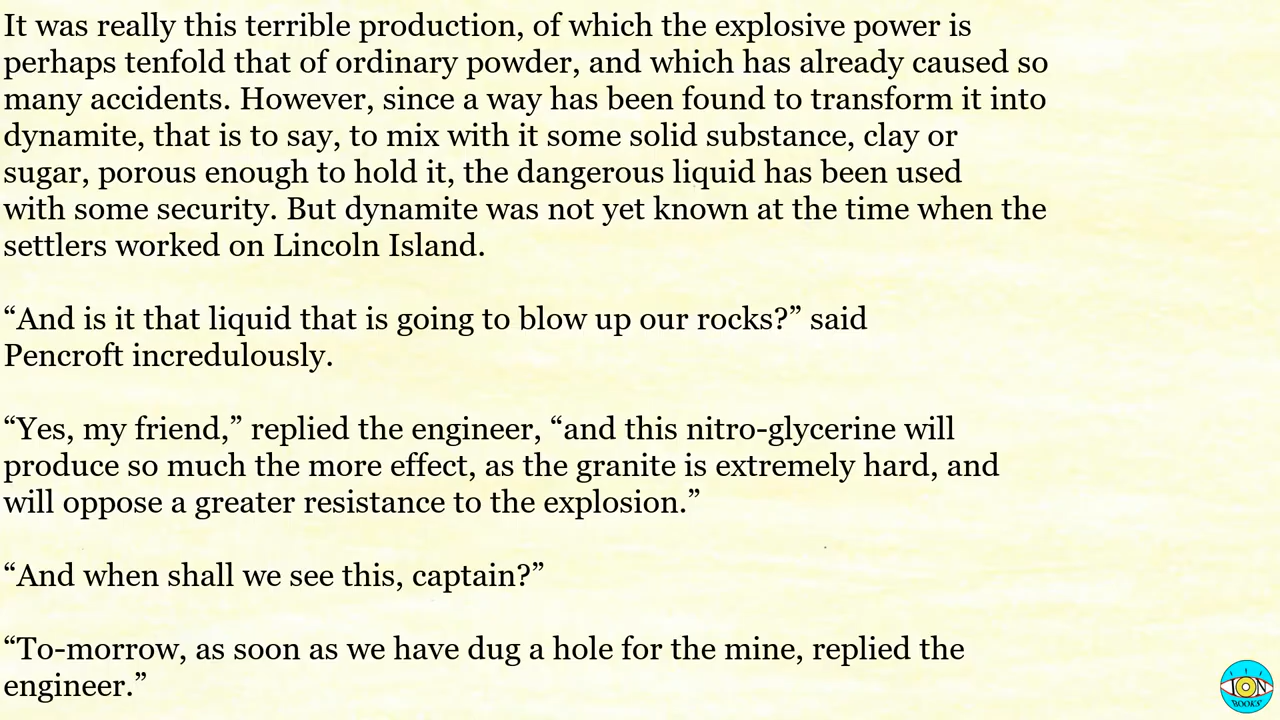 It was really this terrible production, of which the explosive power is
perhaps tenfold that of ordinary powder, and which has already caused so
many accidents. However, since a way has been found to transform it into
dynamite, that is to say, to mix with it some solid substance, clay or
sugar, porous enough to hold it, the dangerous liquid has been used
with some security. But dynamite was not yet known at the time when the
settlers worked on Lincoln Island.
“And is it that liquid that is going to blow up our rocks?” said
Pencroft incredulously.
“Yes, my friend,” replied the engineer, “and this nitro-glycerine will
produce so much the more effect, as the granite is extremely hard, and
will oppose a greater resistance to the explosion.”
“And when shall we see this, captain?”
“To-morrow, as soon as we have dug a hole for the mine, replied the
engineer.”
ION
BOOKS